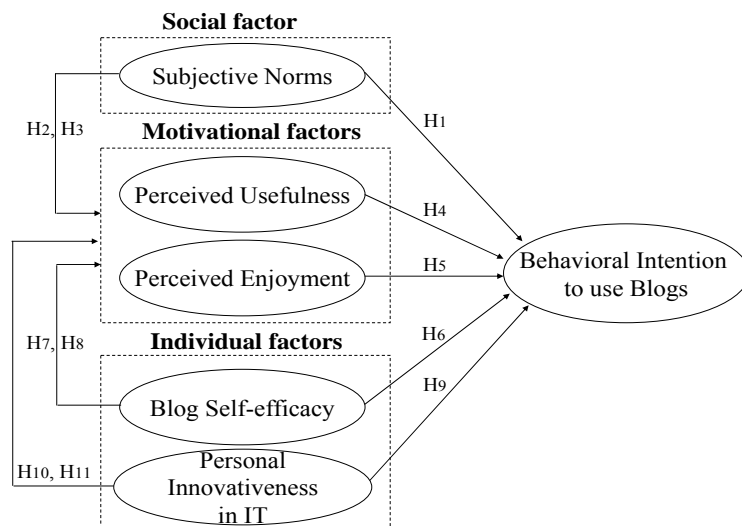 Social factor
Subjective Norms
H2, H3
H1
Motivational factors
Perceived Usefulness
H4
Perceived Enjoyment
H5
Behavioral Intention
to use Blogs
H7, H8
Individual factors
H6
Blog Self-efficacy
H9
H10, H11
Personal
Innovativeness
in IT